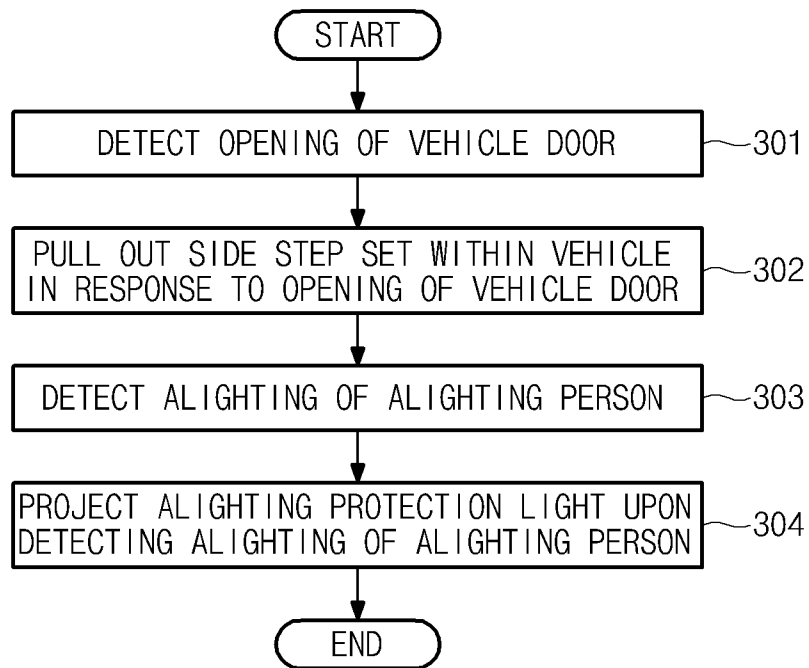 START
DETECT OPENING OF VEHICLE DOOR
301
PULL OUT SIDE STEP SET WITHIN VEHICLE
IN RESPONSE TO OPENING OF VEHICLE DOOR
302
DETECT ALIGHTING OF ALIGHTING PERSON
303
PROJECT ALIGHTING PROTECTION LIGHT UPON
DETECTING ALIGHTING OF ALIGHTING PERSON
304
END